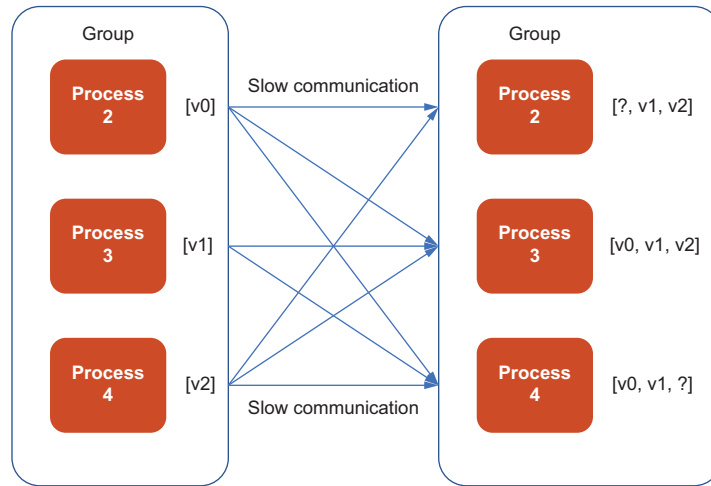 Group
Group
Process
2
[v0]
Slow communication
Process
2
[?, v1, v2]
Process
3
[v1]
Process
3
[v0, v1, v2]
Process
4
[v2]
Slow communication
Process
4
[v0, v1, ?]